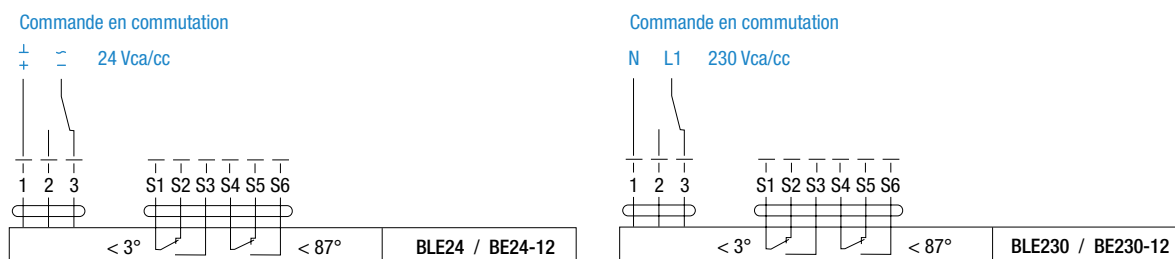 Commande en commutation
⊥ ~
+ − 24 Vca/cc
1 2 3 S1 S2 S3 S4 S5 S6
< 3° < 87° BLE24 / BE24-12
Commande en commutation
N L1 230 Vca/cc
1 2 3 S1 S2 S3 S4 S5 S6
< 3° < 87° BLE230 / BE230-12